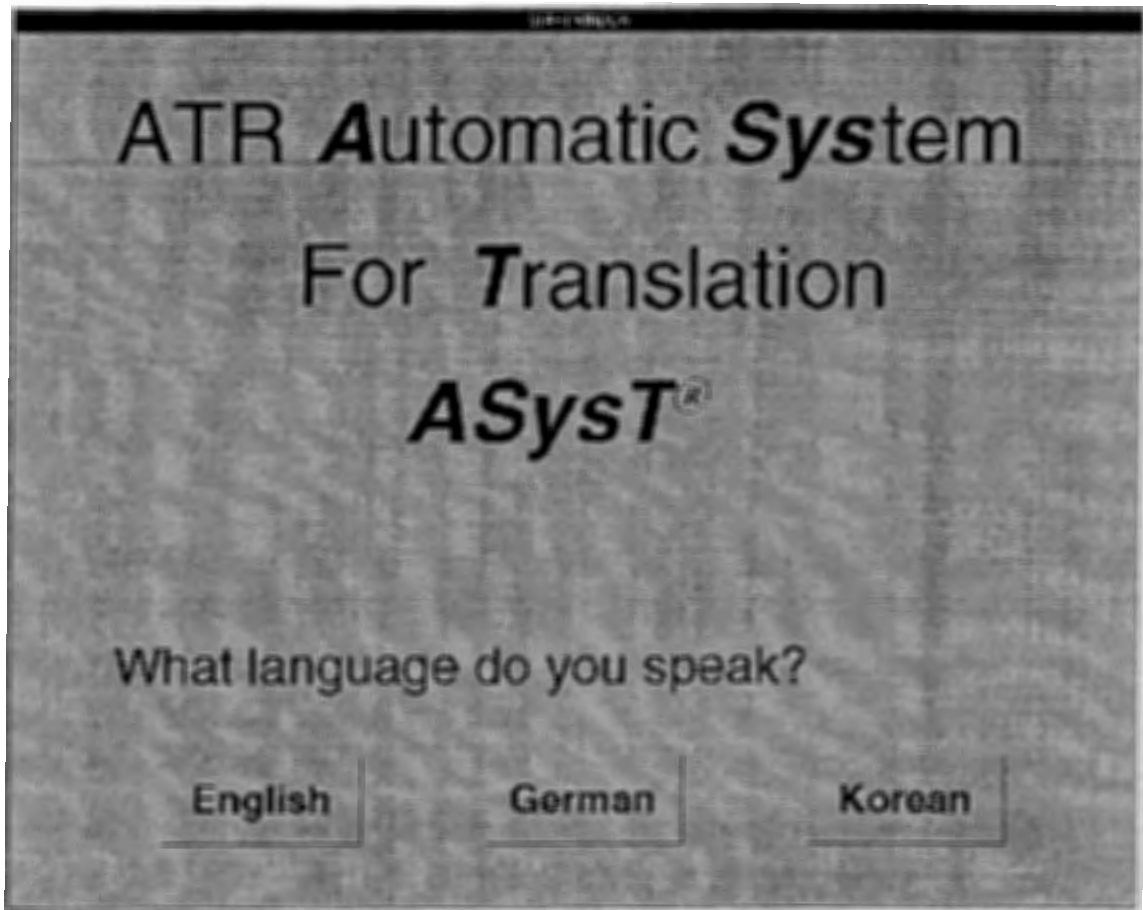 ATR Automatic System
For Translation
ASysT®
What language do you speak?
English German Korean